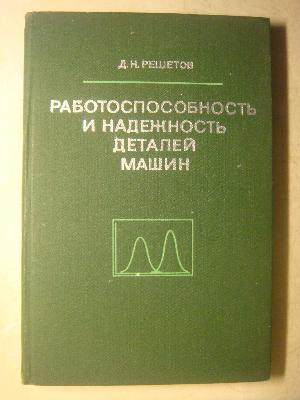 Д. Н. РЕШЕТОВ
РАБОТОСПОСОБНОСТЬ
И НАДЕЖНОСТЬ
ДЕТАЛЕЙ
МАШИН